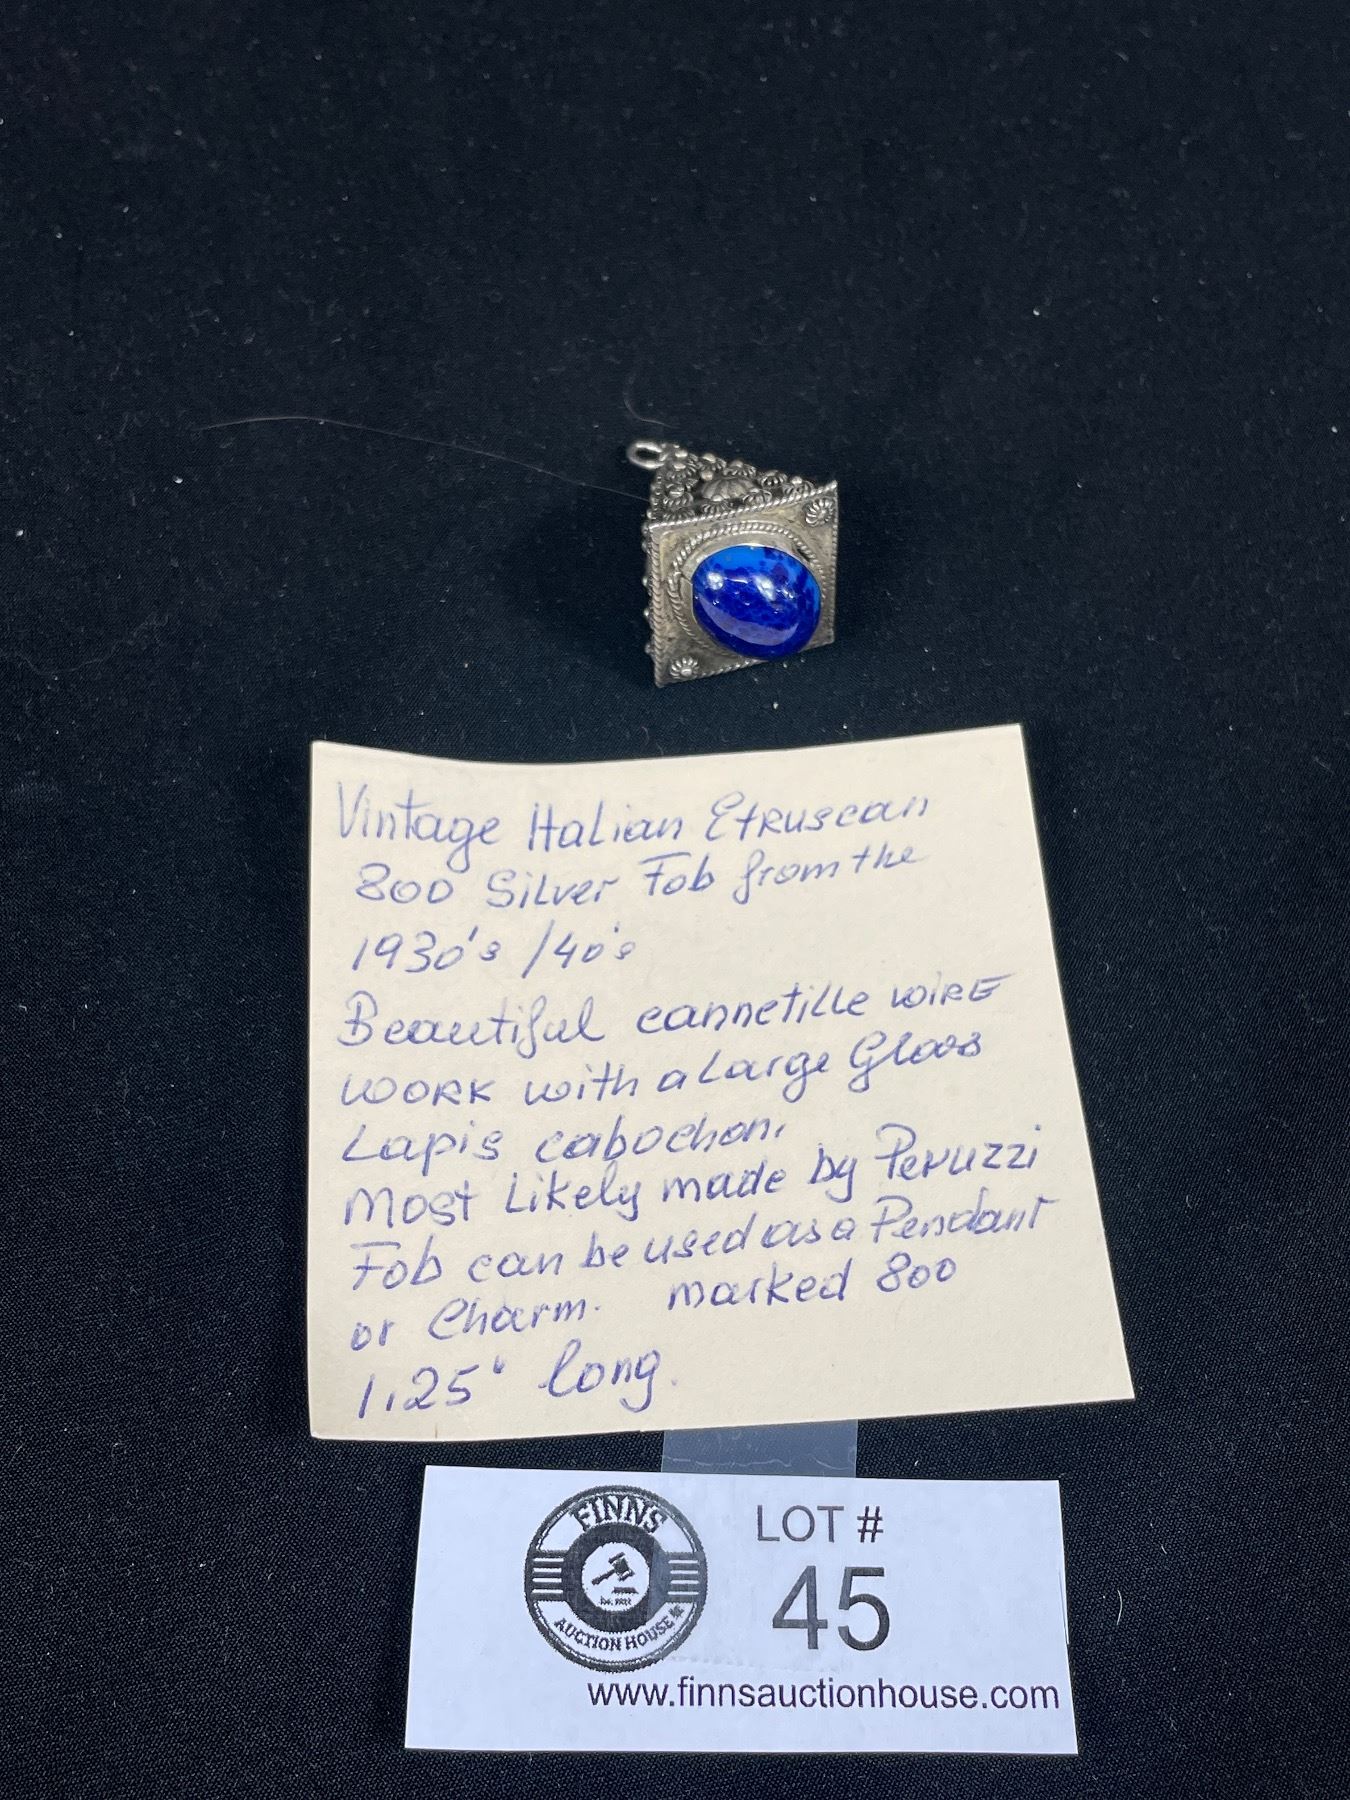 Vintage Italian Etruscan
800 Silver Fob from the
1930's /40's
Beautiful cannetille wire
work with a Large Glass
Lapis cabochon.
Most Likely made by Peruzzi
Fob can be used as a Pendant
or Charm. marked 800
1.25" long.
FINNS
AUCTION HOUSE
LOT #
45
www.finnsauctionhouse.com